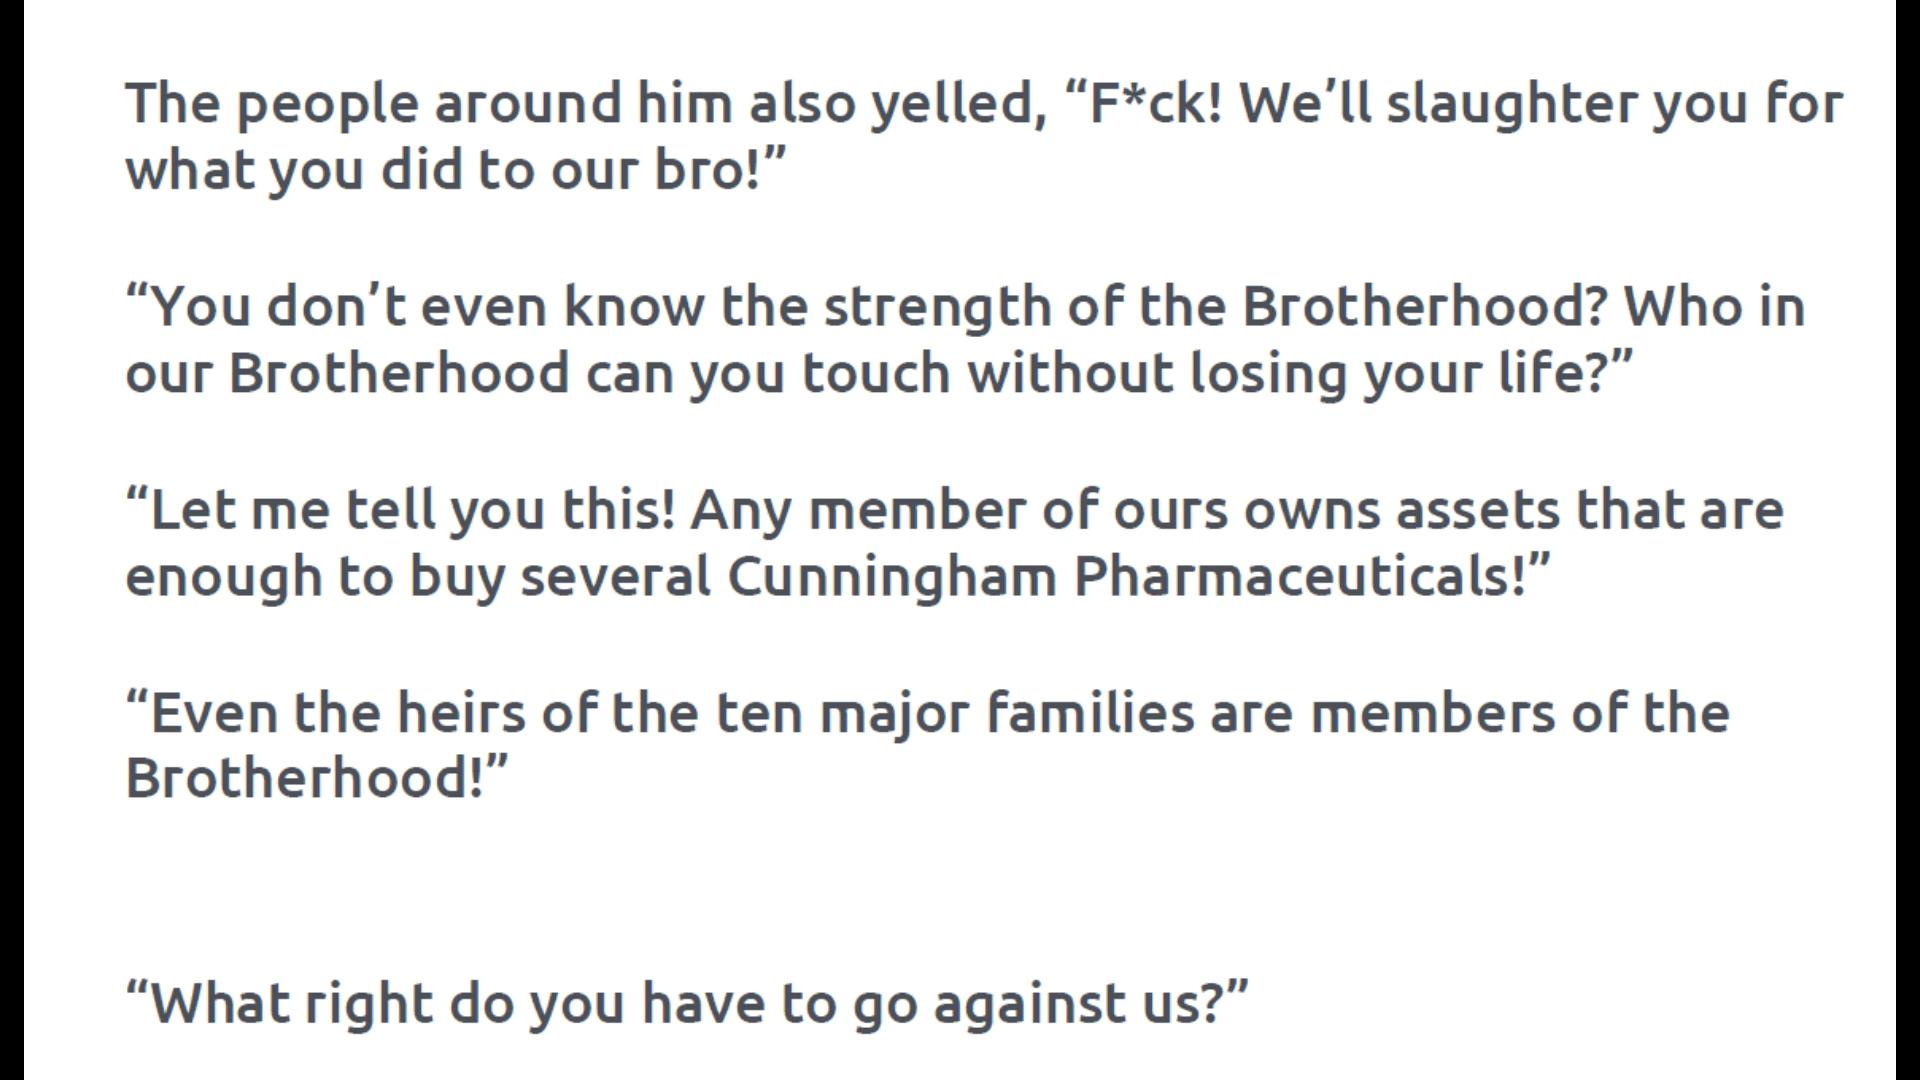 The people around him also yelled, “F*ck! We’ll slaughter you for
what you did to our bro!”
“You don’t even know the strength of the Brotherhood? Who in
our Brotherhood can you touch without losing your life?”
“Let me tell you this! Any member of ours owns assets that are
enough to buy several Cunningham Pharmaceuticals!”
“Even the heirs of the ten major families are members of the
Brotherhood!”
“What right do you have to go against us?”